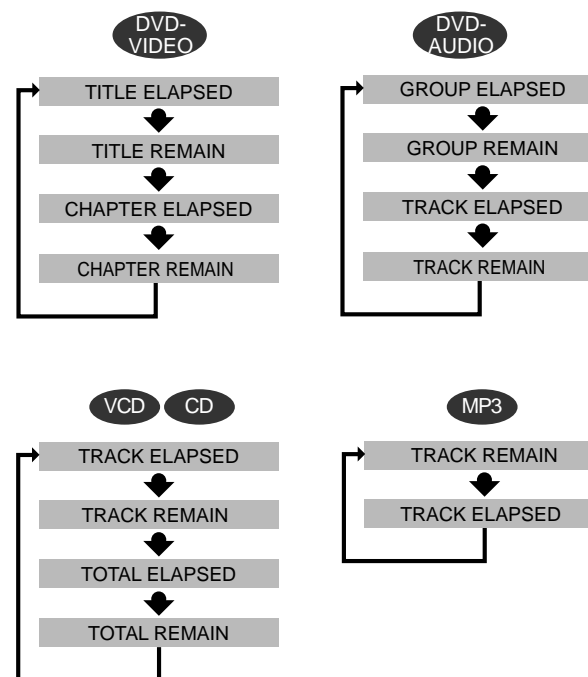 DVD-
VIDEO
TITLE ELAPSED
TITLE REMAIN
CHAPTER ELAPSED
CHAPTER REMAIN
DVD-
AUDIO
GROUP ELAPSED
GROUP REMAIN
TRACK ELAPSED
TRACK REMAIN
VCD CD
TRACK ELAPSED
TRACK REMAIN
TOTAL ELAPSED
TOTAL REMAIN
MP3
TRACK REMAIN
TRACK ELAPSED